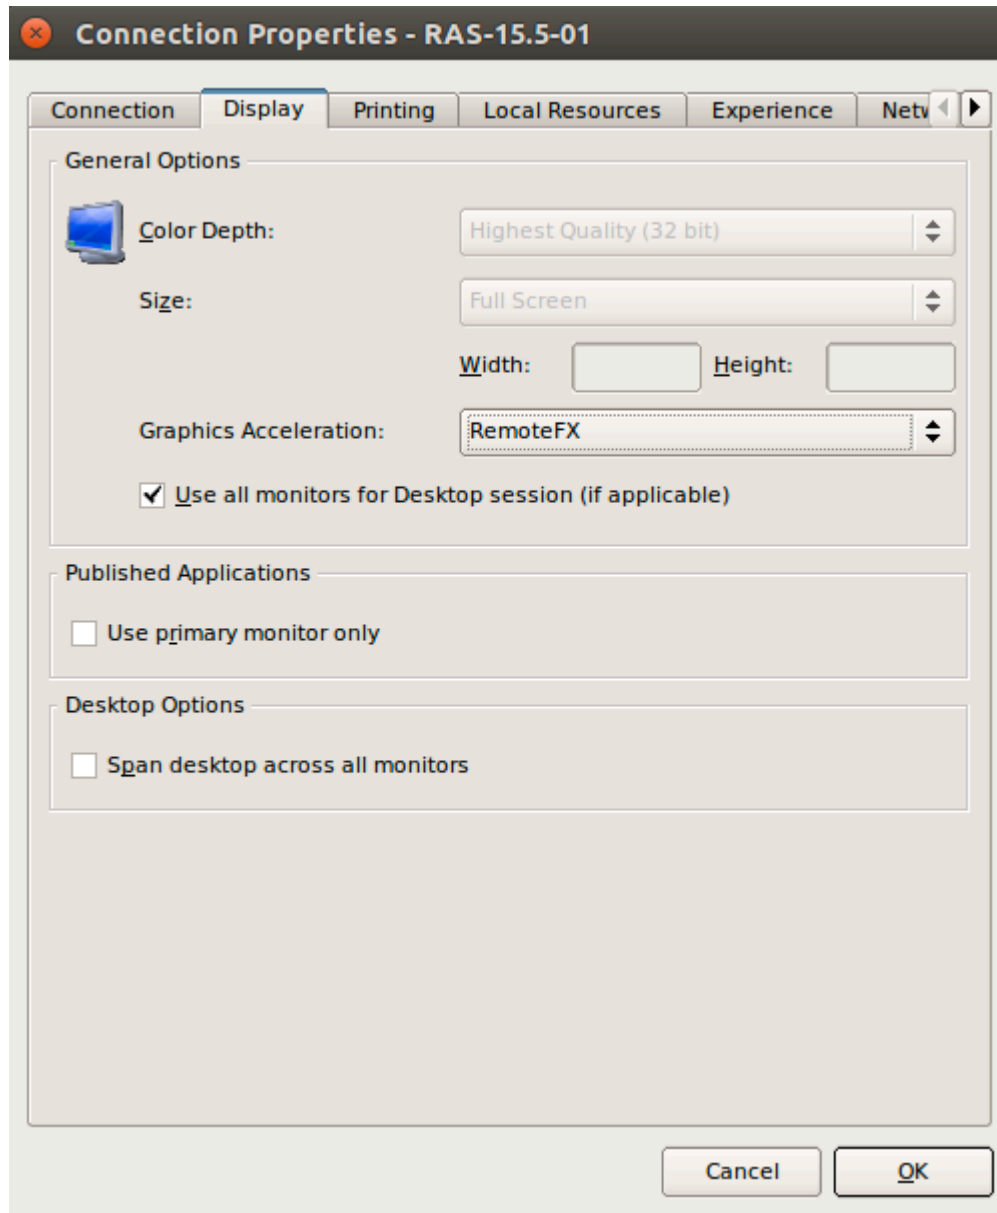 Connection Properties - RAS-15.5-01
Connection Display Printing Local Resources Experience Netw
General Options
Color Depth: Highest Quality (32 bit)
Size: Full Screen
Width: Height:
Graphics Acceleration: RemoteFX
Use all monitors for Desktop session (if applicable)
Published Applications
Use primary monitor only
Desktop Options
Span desktop across all monitors
Cancel OK